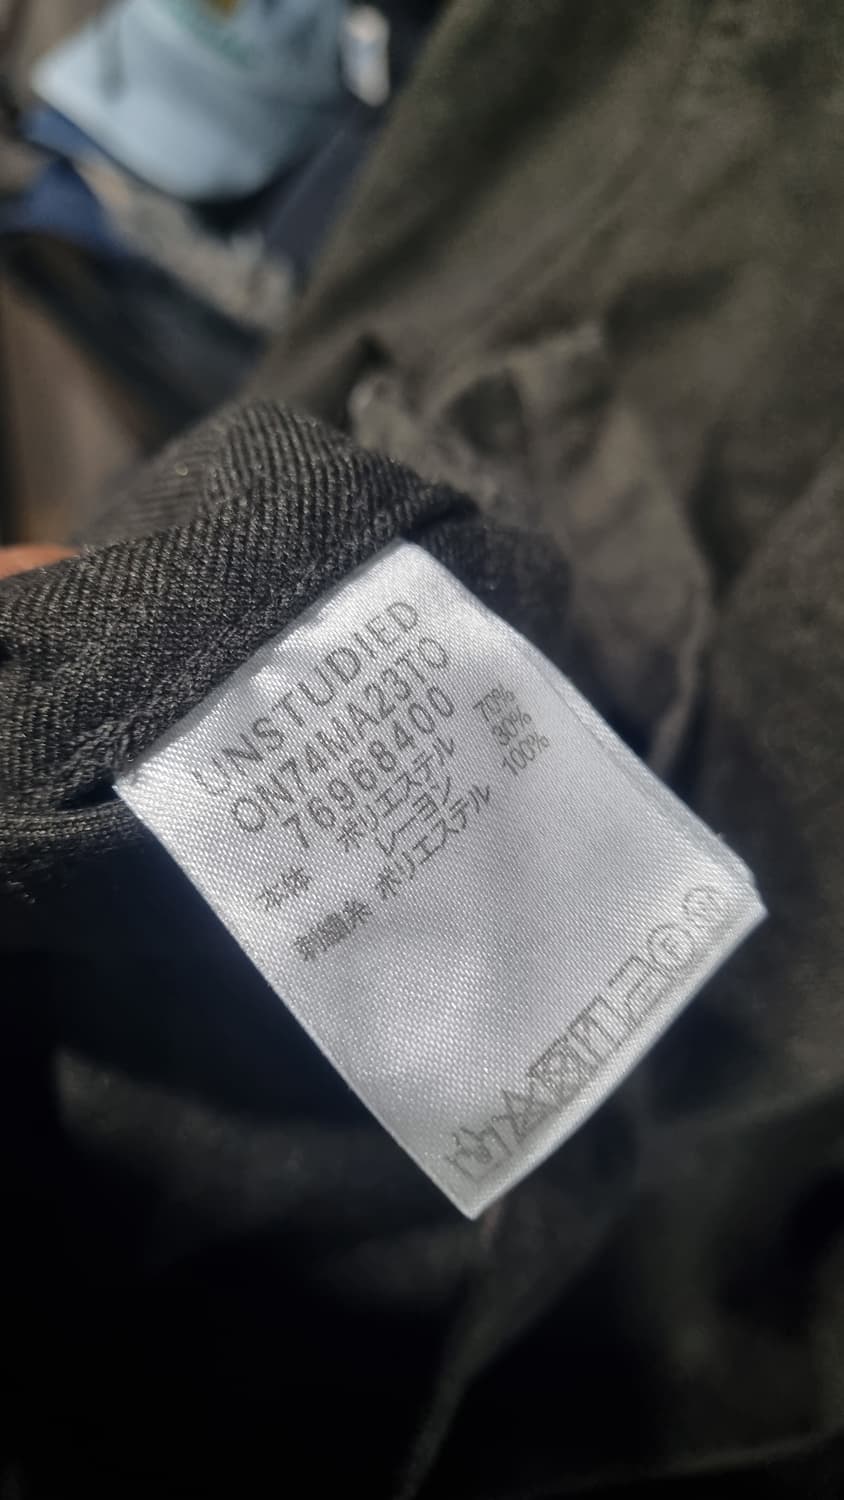 UNSTUDIED
ON74MA23TO
76968400
本体 ポリエステル 70%
レーヨン 30%
刺繍糸 ポリエステル 100%